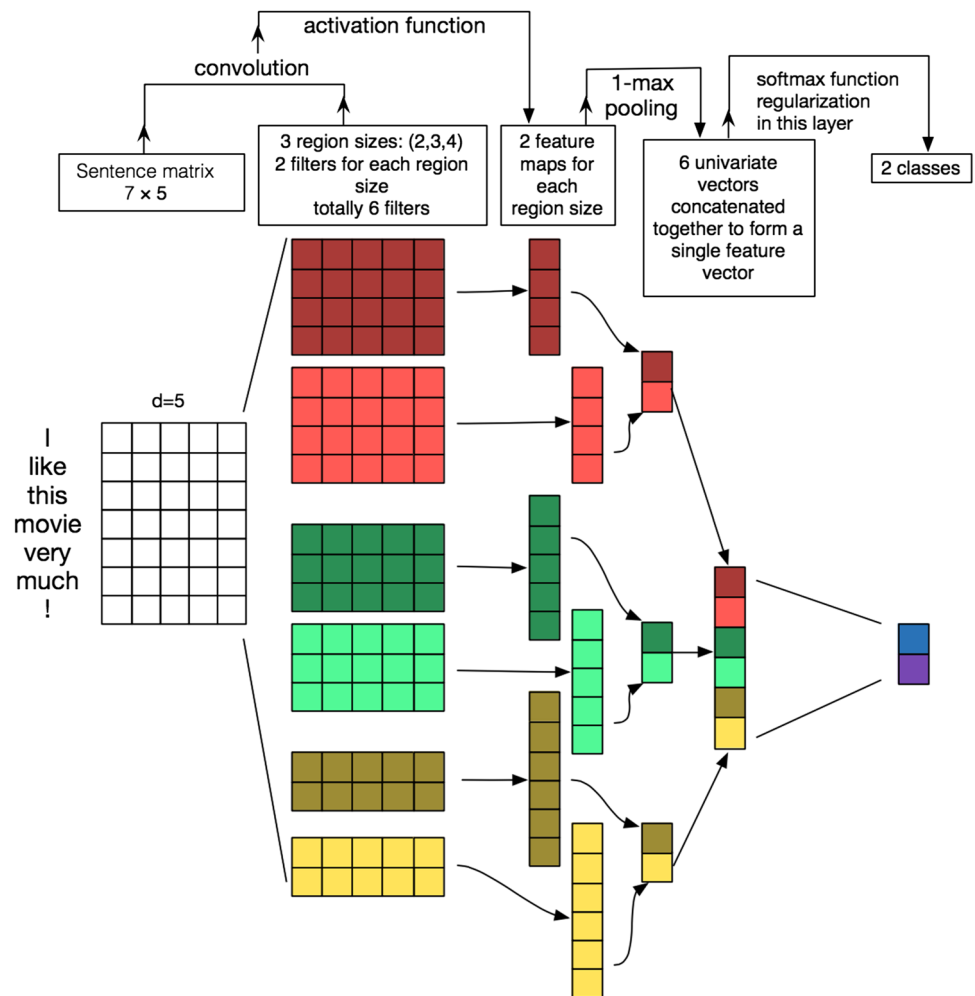 activation function
convolution
1-max
pooling
softmax function
regularization
in this layer
Sentence matrix
7 × 5
3 region sizes: (2,3,4)
2 filters for each region
size
totally 6 filters
2 feature
maps for
each
region size
6 univariate
vectors
concatenated
together to form a
single feature
vector
2 classes
d=5
I
like
this
movie
very
much
!